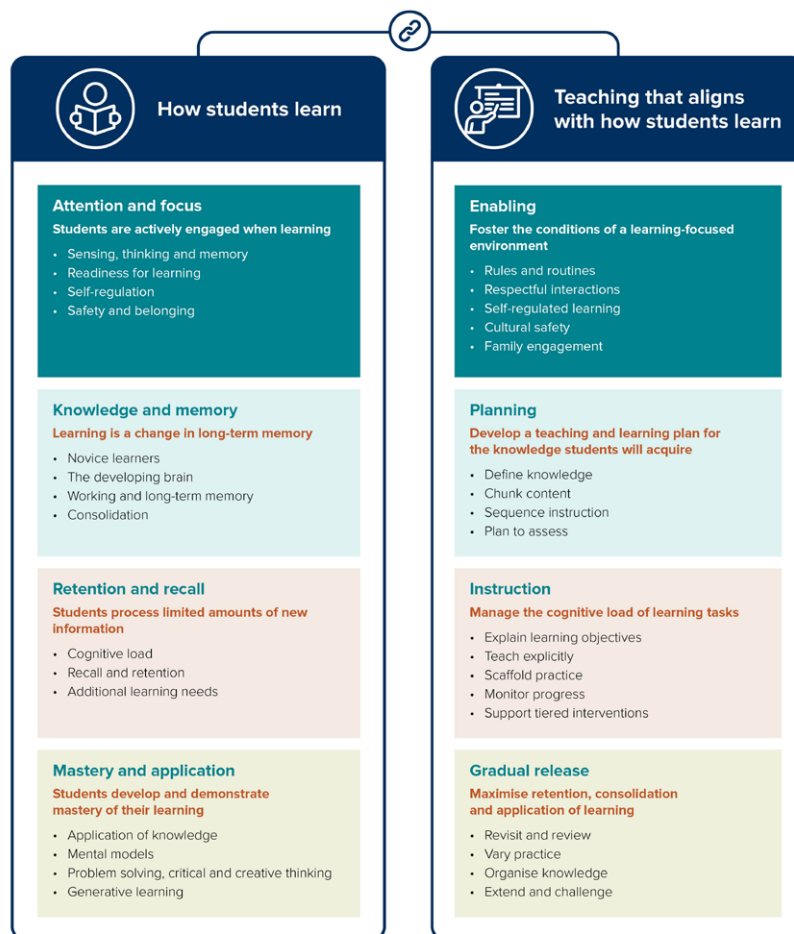 How students learn
Attention and focus
Students are actively engaged when learning
• Sensing, thinking and memory
• Readiness for learning
• Self-regulation
• Safety and belonging
Knowledge and memory
Learning is a change in long-term memory
• Novice learners
• The developing brain
• Working and long-term memory
• Consolidation
Retention and recall
Students process limited amounts of new
information
• Cognitive load
• Recall and retention
• Additional learning needs
Mastery and application
Students develop and demonstrate
mastery of their learning
• Application of knowledge
• Mental models
• Problem solving, critical and creative thinking
• Generative learning
Teaching that aligns
with how students learn
Enabling
Foster the conditions of a learning-focused
environment
• Rules and routines
• Respectful interactions
• Self-regulated learning
• Cultural safety
• Family engagement
Planning
Develop a teaching and learning plan for
the knowledge students will acquire
• Define knowledge
• Chunk content
• Sequence instruction
• Plan to assess
Instruction
Manage the cognitive load of learning tasks
• Explain learning objectives
• Teach explicitly
• Scaffold practice
• Monitor progress
• Support tiered interventions
Gradual release
Maximise retention, consolidation
and application of learning
• Revisit and review
• Vary practice
• Organise knowledge
• Extend and challenge